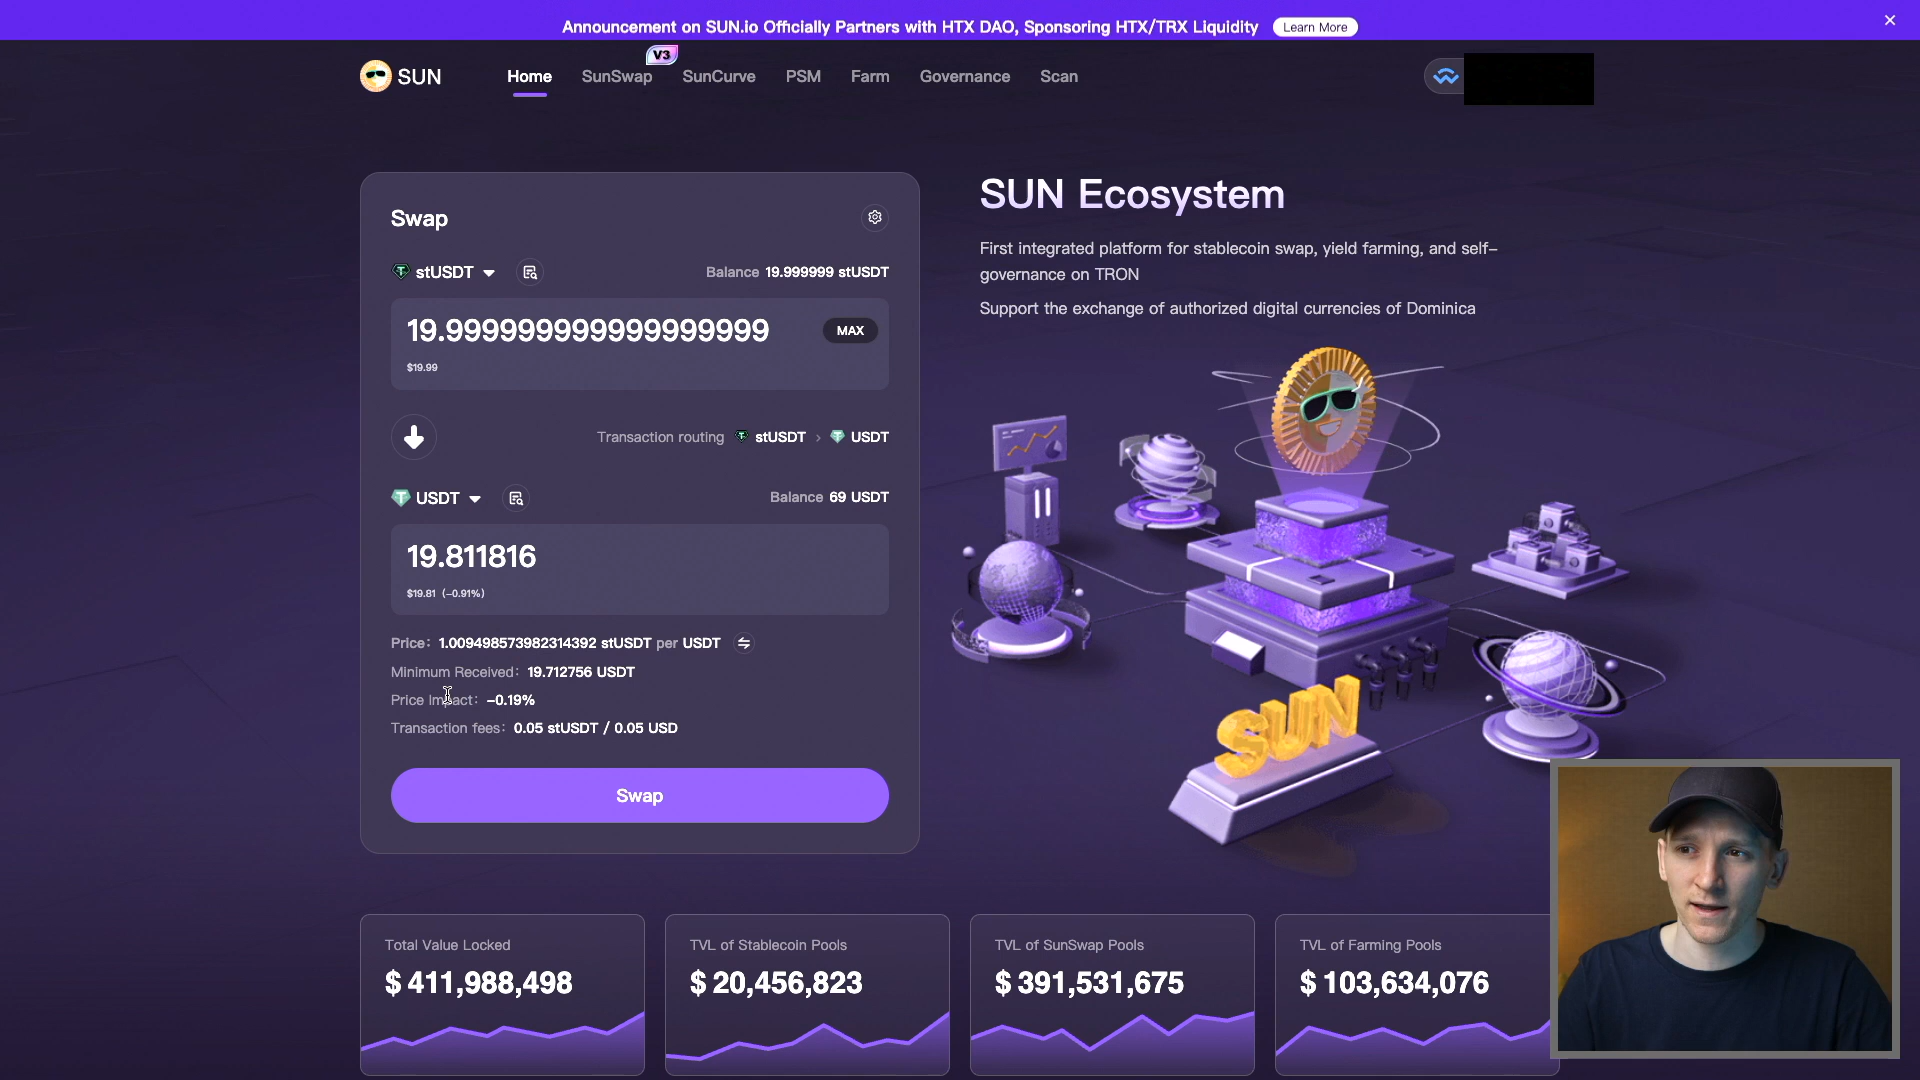 Announcement on SUN.io Officially Partners with HTX DAO, Sponsoring HTX/TRX Liquidity Learn More
V3
SUN Home SunSwap SunCurve PSM Farm Governance Scan
Swap
stUSDT Balance 19.999999 stUSDT
19.999999999999999999 MAX
$19.99
Transaction routing stUSDT > USDT
USDT Balance 69 USDT
19.811816
$19.81 (-0.91%)
Price: 1.009498573982314392 stUSDT per USDT
Minimum Received: 19.712756 USDT
Price Impact: -0.19%
Transaction fees: 0.05 stUSDT / 0.05 USD
Swap
SUN Ecosystem
First integrated platform for stablecoin swap, yield farming, and self-
governance on TRON
Support the exchange of authorized digital currencies of Dominica
SUN
Total Value Locked
$ 411,988,498
TVL of Stablecoin Pools
$ 20,456,823
TVL of SunSwap Pools
$ 391,531,675
TVL of Farming Pools
$ 103,634,076